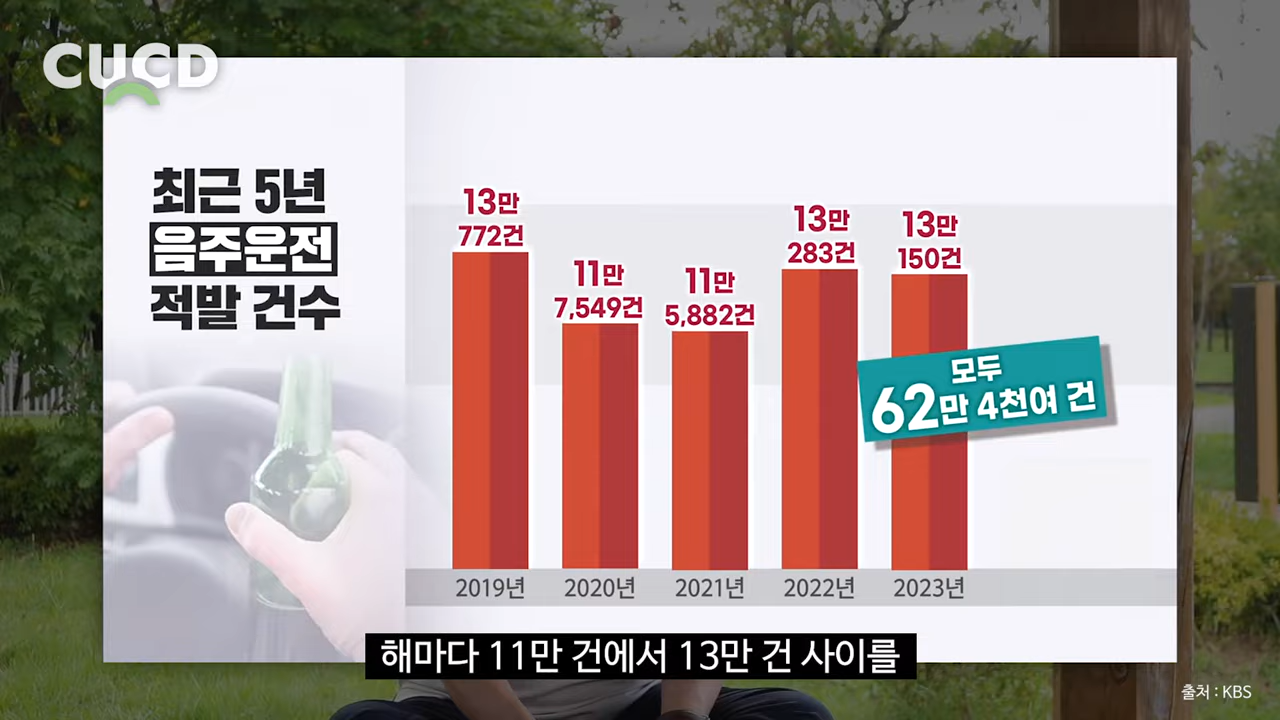 CUCD
최근 5년
음주운전
적발 건수
13만
772건
11만
7,549건
11만
5,882건
13만
283건
13만
150건
모두
62만 4천여 건
2019년
2020년
2021년
2022년
2023년
해마다 11만 건에서 13만 건 사이를
출처 : KBS